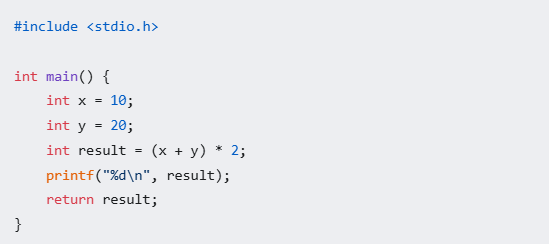 #include <stdio.h>

int main() {
    int x = 10;
    int y = 20;
    int result = (x + y) * 2;
    printf("%d\n", result);
    return result;
}